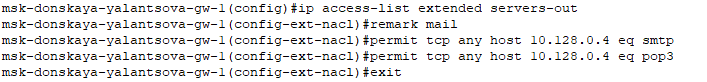 msk-donskaya-yalantsova-gw-1(config)#ip access-list extended servers-out
msk-donskaya-yalantsova-gw-1(config-ext-nacl)#remark mail
msk-donskaya-yalantsova-gw-1(config-ext-nacl)#permit tcp any host 10.128.0.4 eq smtp
msk-donskaya-yalantsova-gw-1(config-ext-nacl)#permit tcp any host 10.128.0.4 eq pop3
msk-donskaya-yalantsova-gw-1(config-ext-nacl)#exit